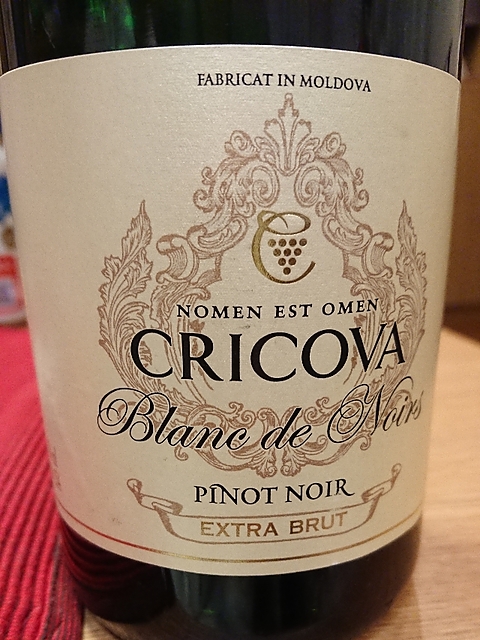 FABRICAT IN MOLDOVA
NOMEN EST OMEN
CRICOVA
Blanc de Noirs
PINOT NOIR
EXTRA BRUT